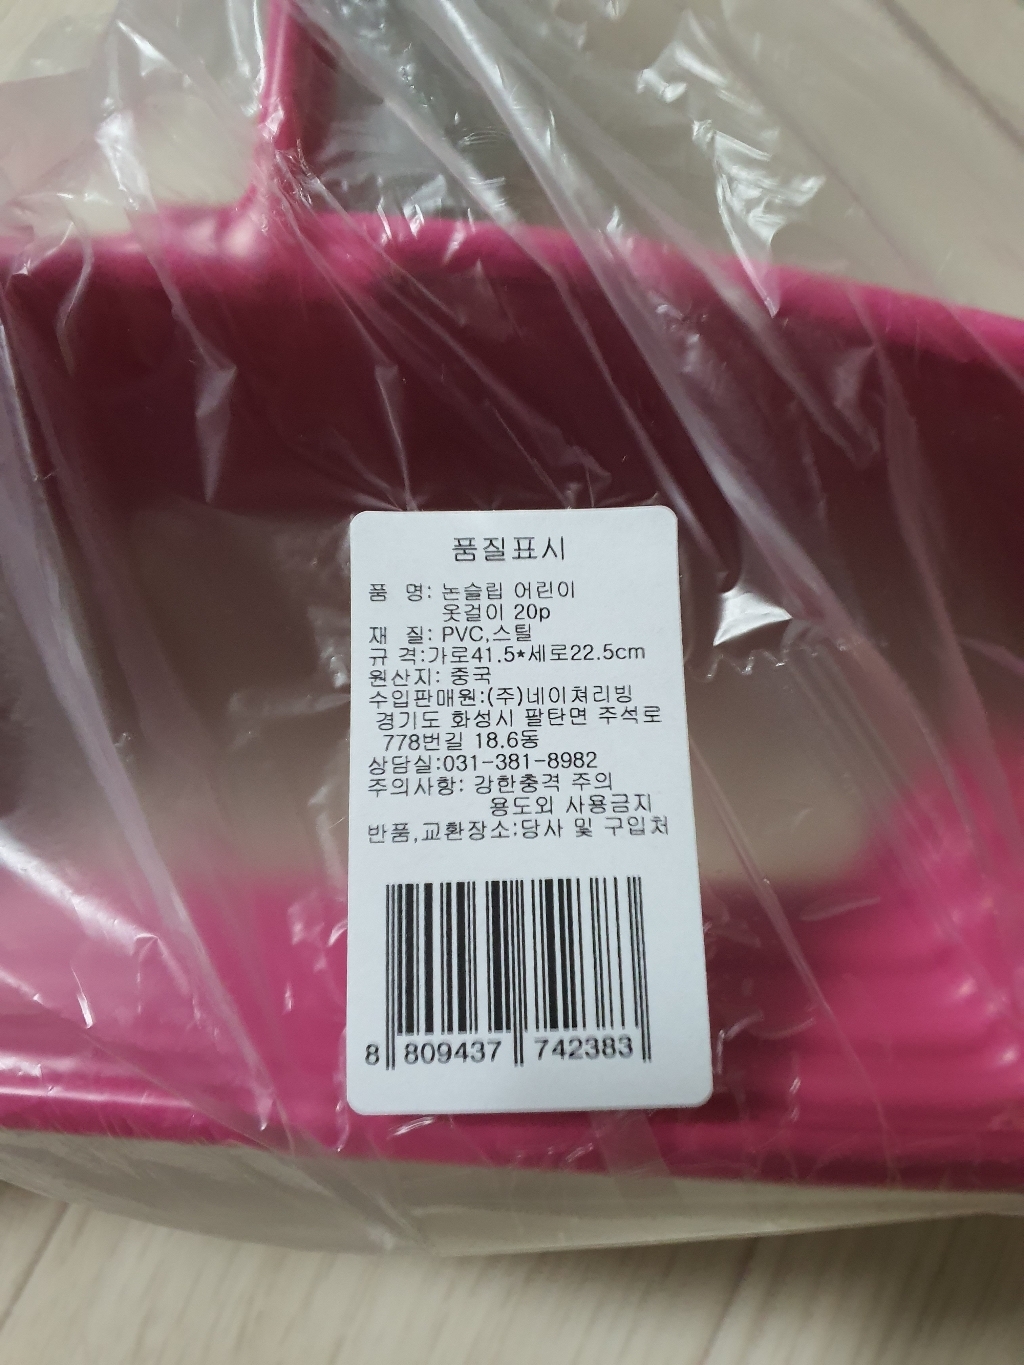 품질표시
품 명: 논슬립 어린이
옷걸이 20p
재 질: PVC,스틸
규 격:가로41.5*세로22.5cm
원산지: 중국
수입판매원:(주)네이쳐리빙
경기도 화성시 팔탄면 주석로
778번길 18.6동
상담실:031-381-8982
주의사항: 강한충격 주의
용도외 사용금지
반품,교환장소:당사 및 구입처
8 809437 742383